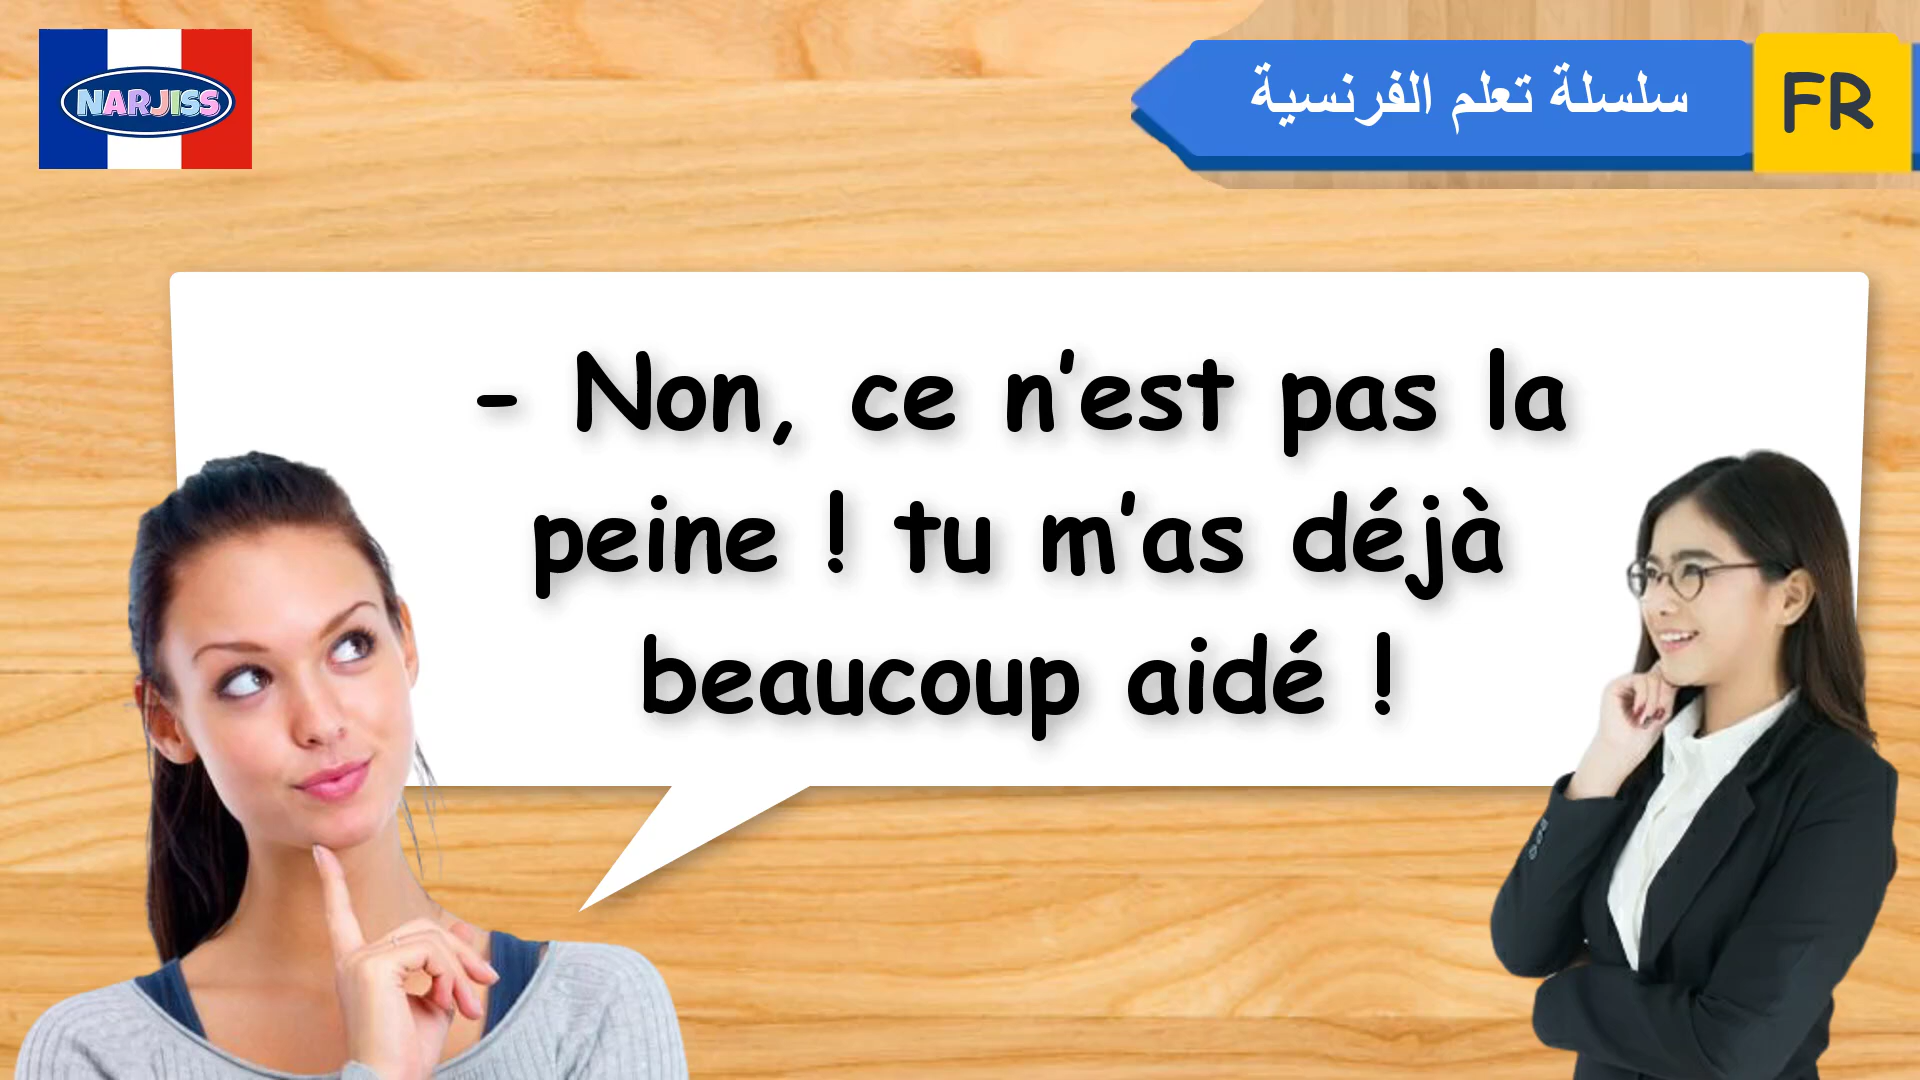 NARJISS
سلسلة تعلم الفرنسية
FR
- Non, ce n’est pas la
peine ! tu m’as déjà
beaucoup aidé !